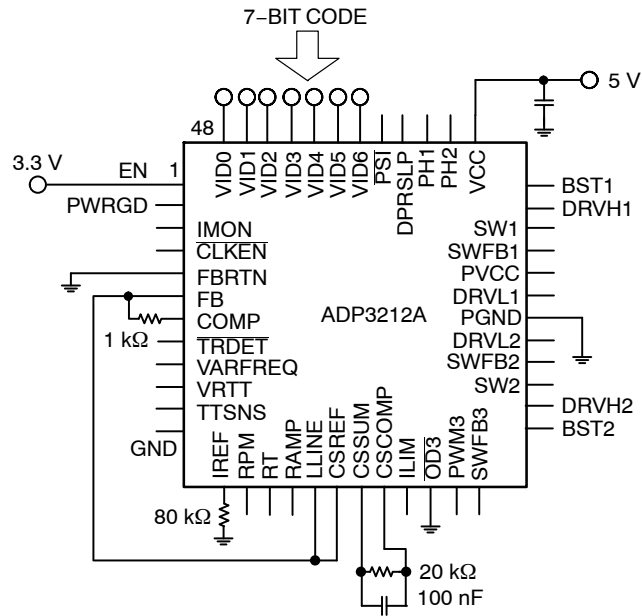 7–BIT CODE
5 V
48
VID0
VID1
VID2
VID3
VID4
VID5
VID6
PSI
DPRSLP
PH1
PH2
VCC
3.3 V
EN
1
PWRGD
IMON
CLKEN
FBRTN
FB
COMP
1 kΩ
TRDET
VARFREQ
VRTT
TTSNS
GND
ADP3212A
BST1
DRVH1
SW1
SWFB1
PVCC
DRVL1
PGND
DRVL2
SWFB2
SW2
DRVH2
BST2
IREF
RPM
RT
RAMP
LLINE
CSREF
CSSUM
CSCOMP
ILIM
OD3
PWM3
SWFB3
80 kΩ
20 kΩ
100 nF